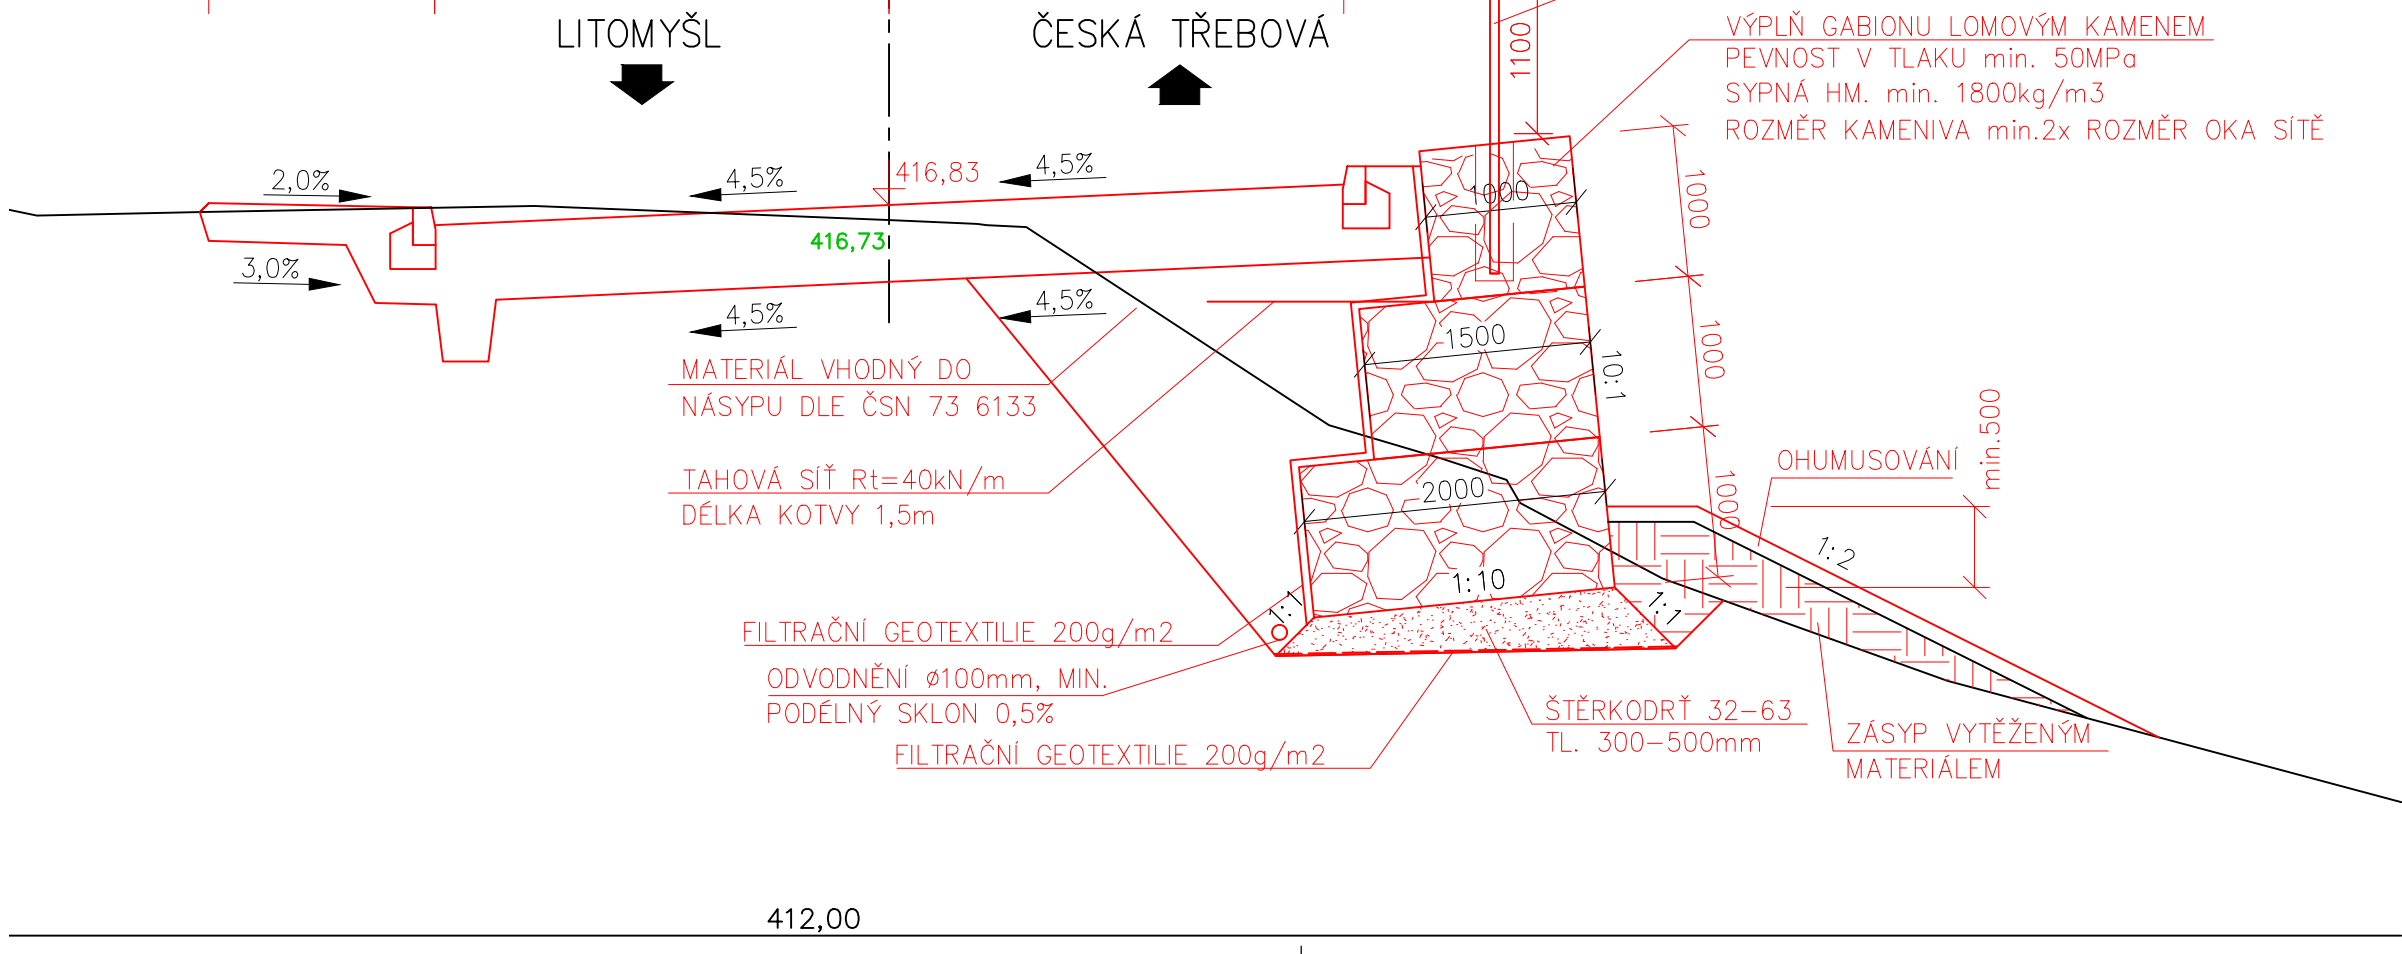 LITOMYŠL
ČESKÁ TŘEBOVÁ
1100
VÝPLŇ GABIONU LOMOVÝM KAMENEM
PEVNOST V TLAKU min. 50MPa
SYPNÁ HM. min. 1800kg/m3
ROZMĚR KAMENIVA min.2x ROZMĚR OKA SÍTĚ
2,0%
4,5%
416,83
4,5%
1000
1000
416,73
3,0%
4,5%
4,5%
1500
10:1
1000
MATERIÁL VHODNÝ DO
NÁSYPU DLE ČSN 73 6133
min.500
OHUMUSOVÁNÍ
TAHOVÁ SÍŤ Rt=40kN/m
DÉLKA KOTVY 1,5m
2000
1000
1:2
1:10
1:1
1:1
FILTRAČNÍ GEOTEXTILIE 200g/m2
ODVODNĚNÍ ø100mm, MIN.
PODÉLNÝ SKLON 0,5%
FILTRAČNÍ GEOTEXTILIE 200g/m2
ŠTĚRKODRŤ 32-63
TL. 300-500mm
ZÁSYP VYTĚŽENÝM
MATERIÁLEM
412,00